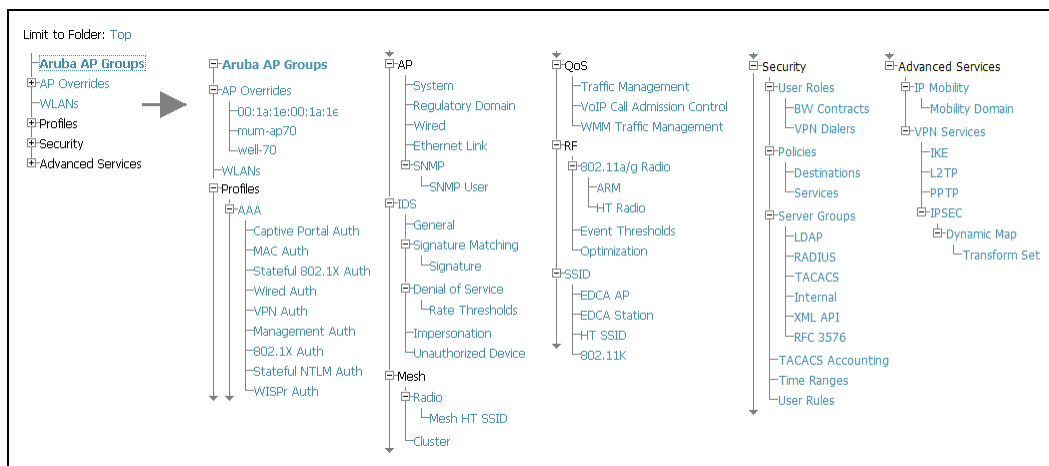 Limit to Folder: Top
Aruba AP Groups
AP Overrides
WLANs
Profiles
Security
Advanced Services
Aruba AP Groups
AP Overrides
00:1a:1e:00:1a:1e
mum-ap70
well-70
WLANs
Profiles
AAA
Captive Portal Auth
MAC Auth
Stateful 802.1X Auth
Wired Auth
VPN Auth
Management Auth
802.1X Auth
Stateful NTLM Auth
WISPr Auth
AP
System
Regulatory Domain
Wired
Ethernet Link
SNMP
SNMP User
IDS
General
Signature Matching
Signature
Denial of Service
Rate Thresholds
Impersonation
Unauthorized Device
Mesh
Radio
Mesh HT SSID
Cluster
QoS
Traffic Management
VoIP Call Admission Control
WMM Traffic Management
RF
802.11a/g Radio
ARM
HT Radio
Event Thresholds
Optimization
SSID
EDCA AP
EDCA Station
HT SSID
802.11K
Security
User Roles
BW Contracts
VPN Dialers
Policies
Destinations
Services
Server Groups
LDAP
RADIUS
TACACS
Internal
XML API
RFC 3576
TACACS Accounting
Time Ranges
User Rules
Advanced Services
IP Mobility
Mobility Domain
VPN Services
IKE
L2TP
PPTP
IPSEC
Dynamic Map
Transform Set